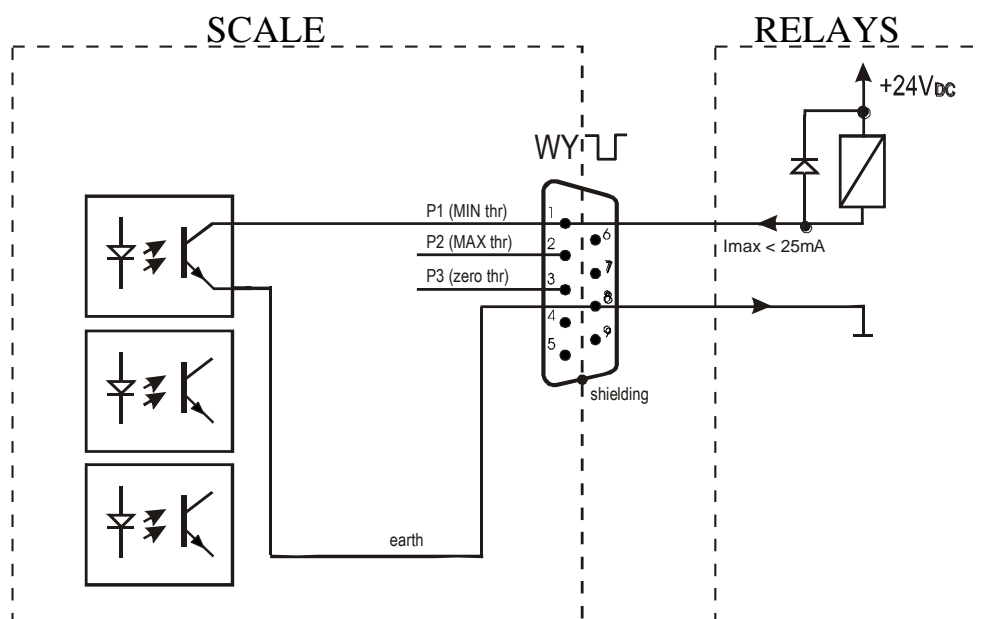 SCALE
RELAYS
+24VDC
WY
P1 (MIN thr)
1
6
P2 (MAX thr)
2
Imax < 25mA
7
P3 (zero thr)
3
8
4
9
5
shielding
earth